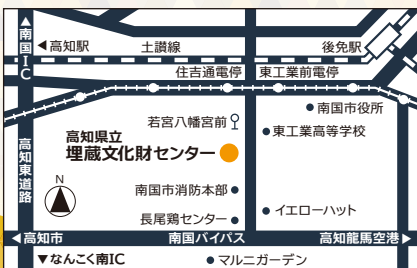 ▲南国IC
◀高知駅
土讃線
後免駅
住吉通電停
東工業前電停
南国市役所
若宮八幡宮前
東工業高等学校
高知県立
埋蔵文化財センター
高知東道路
N
南国市消防本部
長尾鶏センター
イエローハット
◀高知市
南国バイパス
高知龍馬空港▶
▼なんこく南IC
マルニガーデン